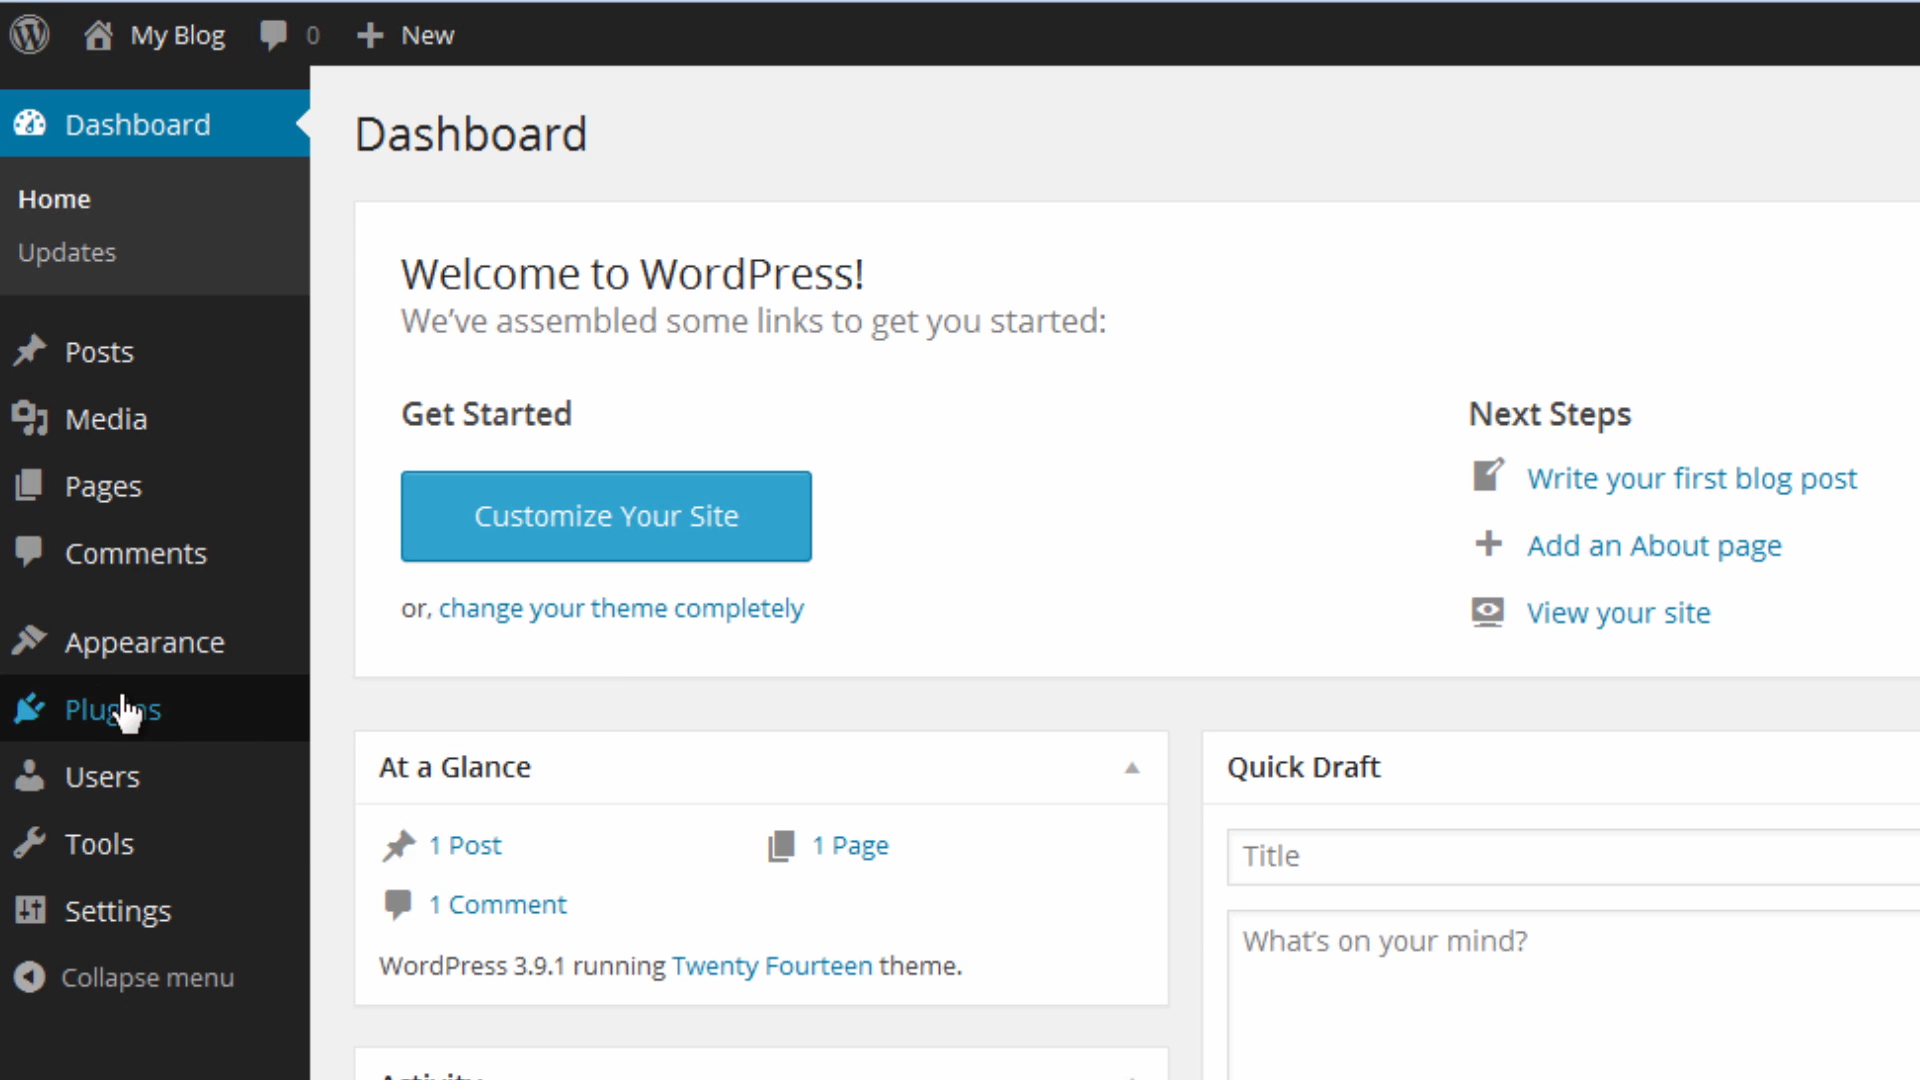 My Blog 0 New
Dashboard
Home
Updates
Posts
Media
Pages
Comments
Appearance
Plugins
Users
Tools
Settings
Collapse menu
Dashboard
Welcome to WordPress!
We've assembled some links to get you started:
Get Started
Customize Your Site
or, change your theme completely
Next Steps
Write your first blog post
Add an About page
View your site
At a Glance
1 Post
1 Page
1 Comment
WordPress 3.9.1 running Twenty Fourteen theme.
Activity
Quick Draft
Title
What's on your mind?